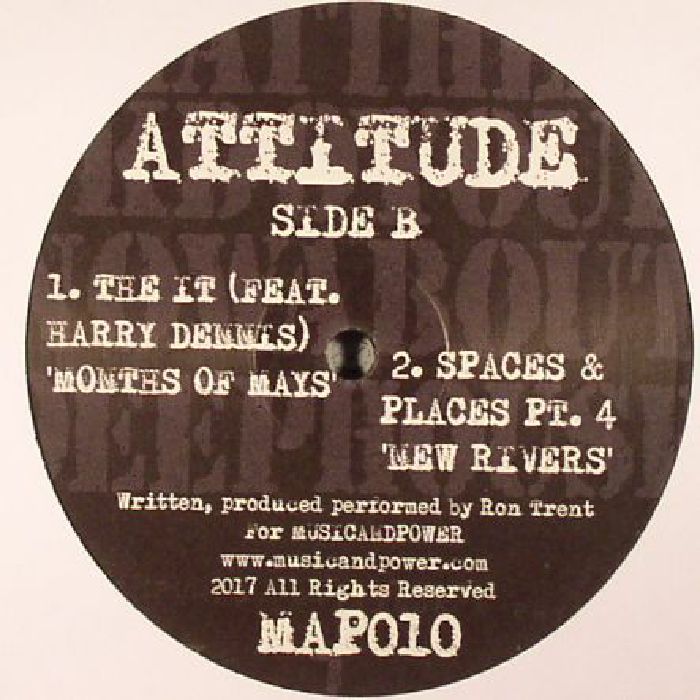 ATTITUDE
SIDE B
1. THE IT (FEAT.
HARRY DENNIS)
'MONTHS OF MAYS'
2. SPACES &
PLACES PT. 4
'NEW RIVERS'
Written, produced performed by Ron Trent
For MUSICANDPOWER
www.musicandpower.com
2017 All Rights Reserved
MAP010